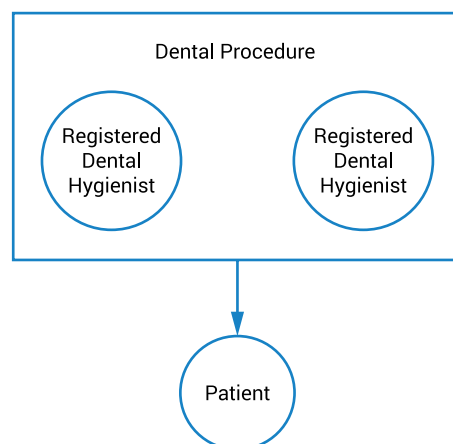 Dental Procedure
Registered
Dental
Hygienist
Registered
Dental
Hygienist
Patient